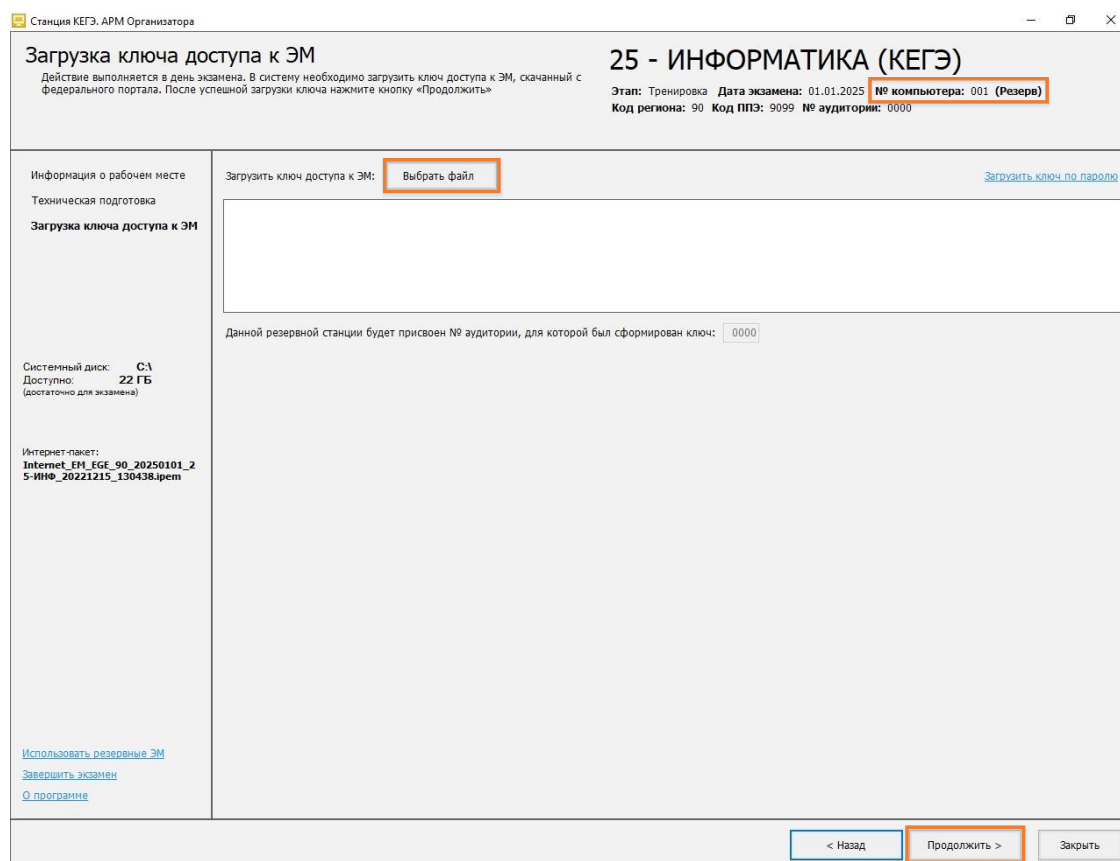 Станция КЕГЭ. АРМ Организатора
Загрузка ключа доступа к ЭМ
Действие выполняется в день экзамена. В систему необходимо загрузить ключ доступа к ЭМ, скачанный с
федерального портала. После успешной загрузки ключа нажмите кнопку «Продолжить»
25 - ИНФОРМАТИКА (КЕГЭ)
Этап: Тренировка Дата экзамена: 01.01.2025 № компьютера: 001 (Резерв)
Код региона: 90 Код ППЭ: 9099 № аудитории: 0000
Информация о рабочем месте
Техническая подготовка
Загрузка ключа доступа к ЭМ
Загрузить ключ доступа к ЭМ: Выбрать файл
Загрузить ключ по паролю
Данной резервной станции будет присвоен № аудитории, для которой был сформирован ключ: 0000
Системный диск: C:\
Доступно: 22 ГБ
(достаточно для экзамена)
Интернет-пакет:
Internet_EM_EGE_90_20250101_2
5-ИНФ_20221215_130438.ipem
Использовать резервные ЭМ
Завершить экзамен
О программе
< Назад
Продолжить >
Закрыть